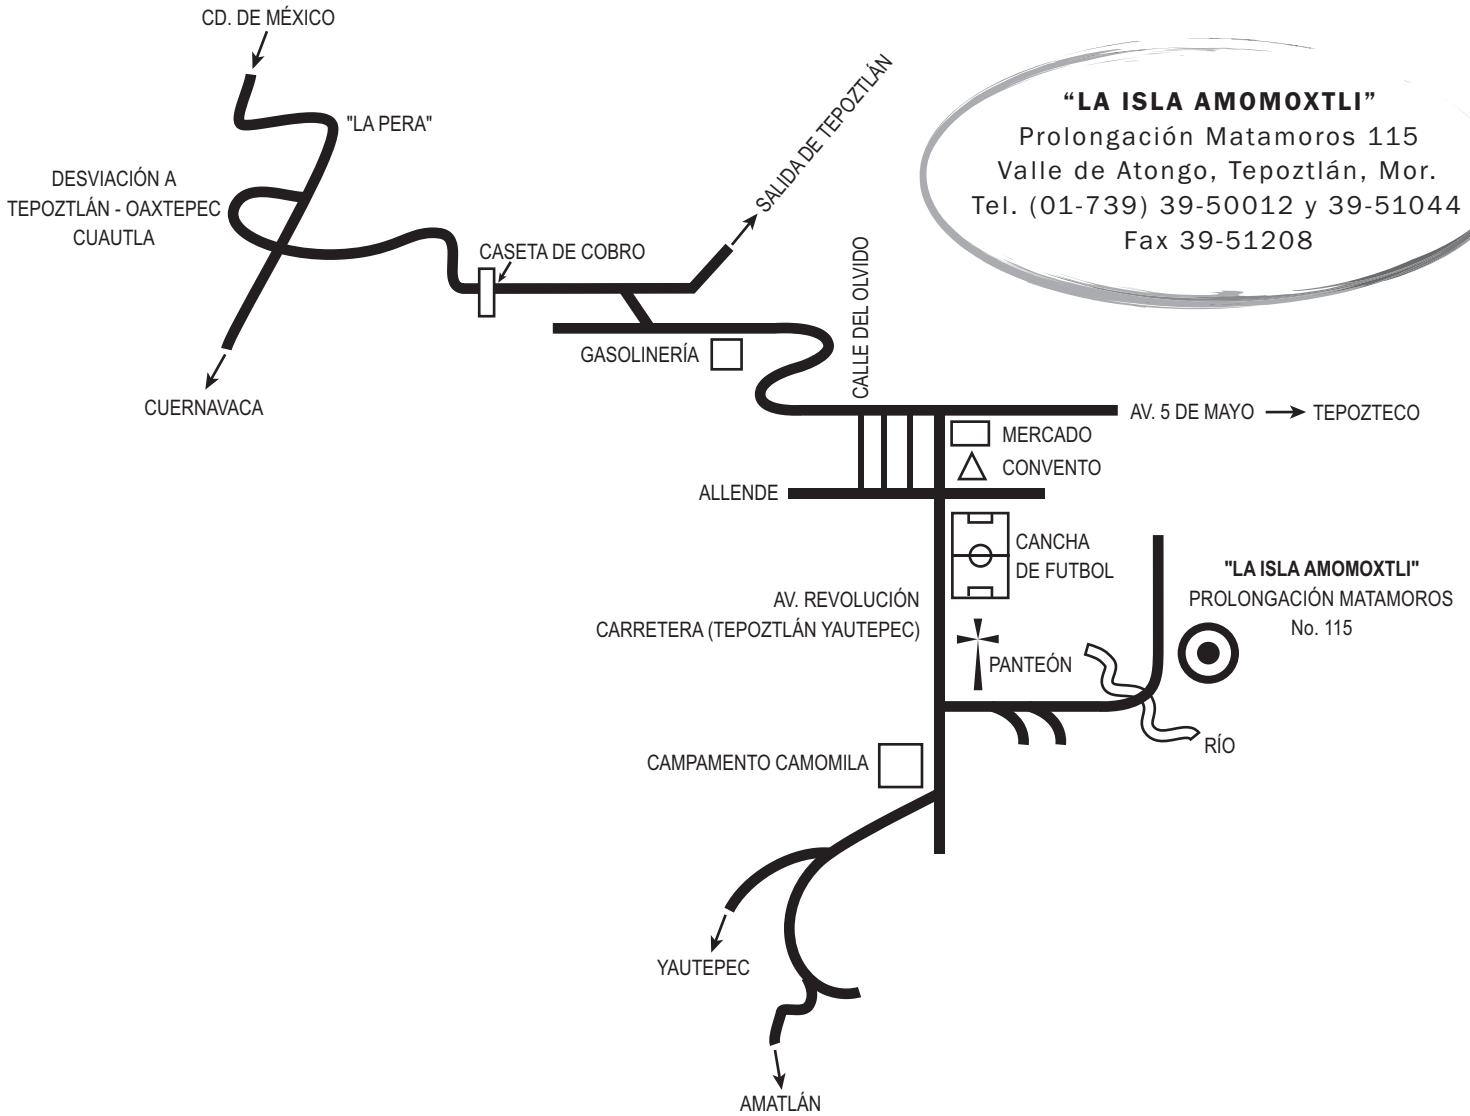 CD. DE MÉXICO
"LA PERA"
DESVIACIÓN A
TEPOZTLÁN - OAXTEPEC
CUAUTLA
CASETA DE COBRO
SALIDA DE TEPOZTLÁN
“LA ISLA AMOMOXTLI”
Prolongación Matamoros 115
Valle de Atongo, Tepoztlán, Mor.
Tel. (01-739) 39-50012 y 39-51044
Fax 39-51208
CALLE DEL OLVIDO
GASOLINERÍA
CUERNAVACA
AV. 5 DE MAYO
TEPOZTECO
MERCADO
CONVENTO
ALLENDE
CANCHA
DE FUTBOL
AV. REVOLUCIÓN
CARRETERA (TEPOZTLÁN YAUTEPEC)
"LA ISLA AMOMOXTLI"
PROLONGACIÓN MATAMOROS
No. 115
PANTEÓN
RÍO
CAMPAMENTO CAMOMILA
YAUTEPEC
AMATLÁN